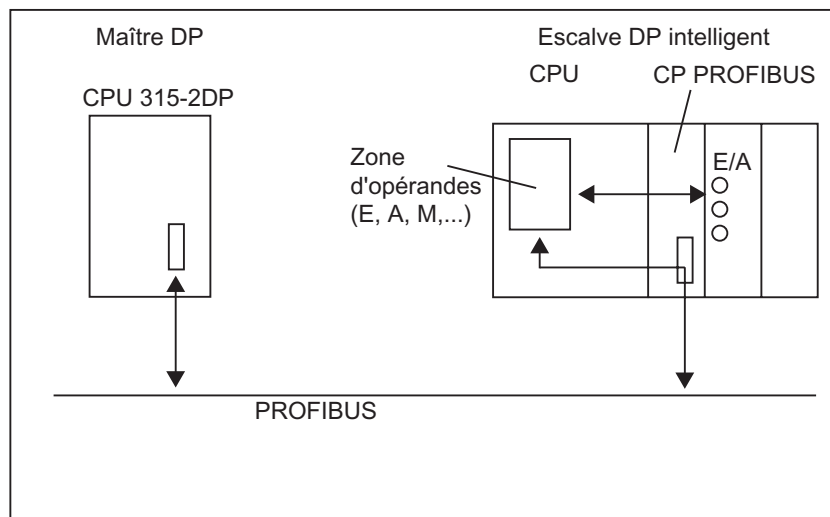 Maître DP
Escalve DP intelligent
CPU
CP PROFIBUS
CPU 315-2DP
Zone
d'opérandes
(E, A, M,...)
E/A
PROFIBUS